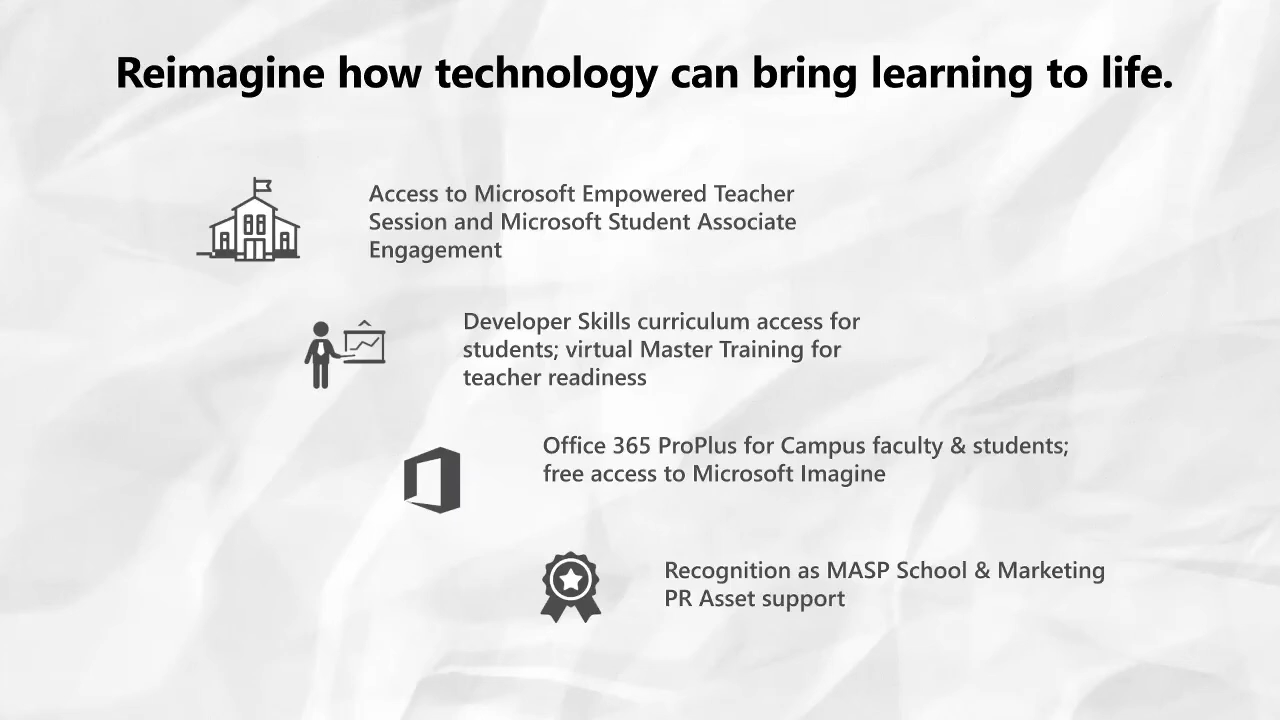 Reimagine how technology can bring learning to life.
Access to Microsoft Empowered Teacher
Session and Microsoft Student Associate
Engagement
Developer Skills curriculum access for
students; virtual Master Training for
teacher readiness
Office 365 ProPlus for Campus faculty & students;
free access to Microsoft Imagine
Recognition as MASP School & Marketing
PR Asset support